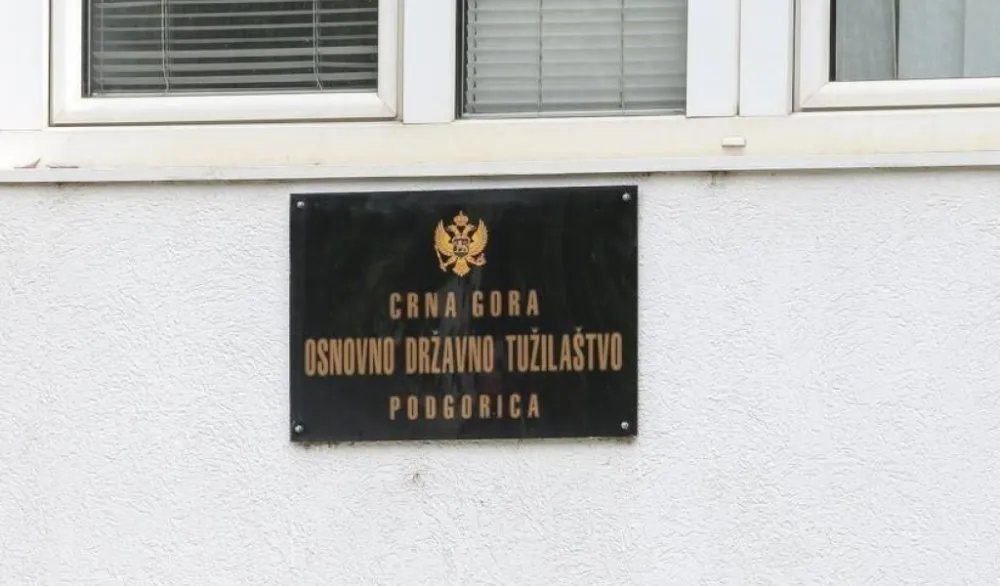 CRNA GORA
OSNOVNO DRŽAVNO TUŽILAŠTVO
PODGORICA